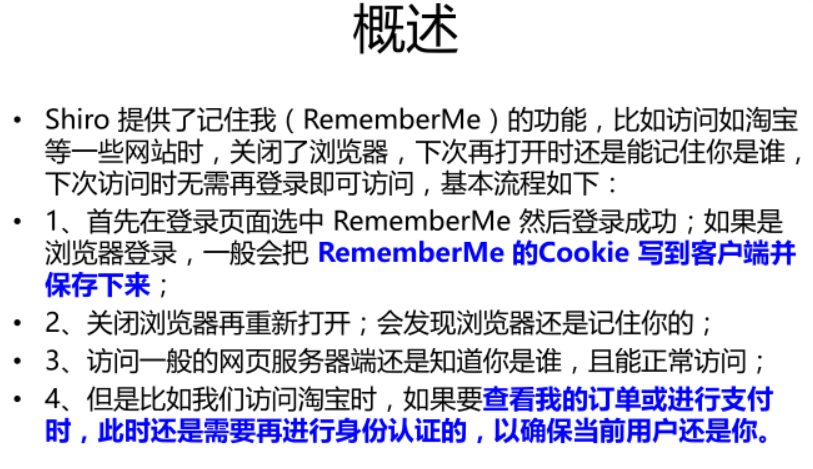 概述
• Shiro 提供了记住我（RememberMe）的功能，比如访问如淘宝
等一些网站时，关闭了浏览器，下次再打开时还是能记住你是谁，
下次访问时无需再登录即可访问，基本流程如下：
• 1、首先在登录页面选中 RememberMe 然后登录成功；如果是
浏览器登录，一般会把 RememberMe 的Cookie 写到客户端并
保存下来；
• 2、关闭浏览器再重新打开；会发现浏览器还是记住你的；
• 3、访问一般的网页服务器端还是知道你是谁，且能正常访问；
• 4、但是比如我们访问淘宝时，如果要查看我的订单或进行支付
时，此时还是需要再进行身份认证的，以确保当前用户还是你。